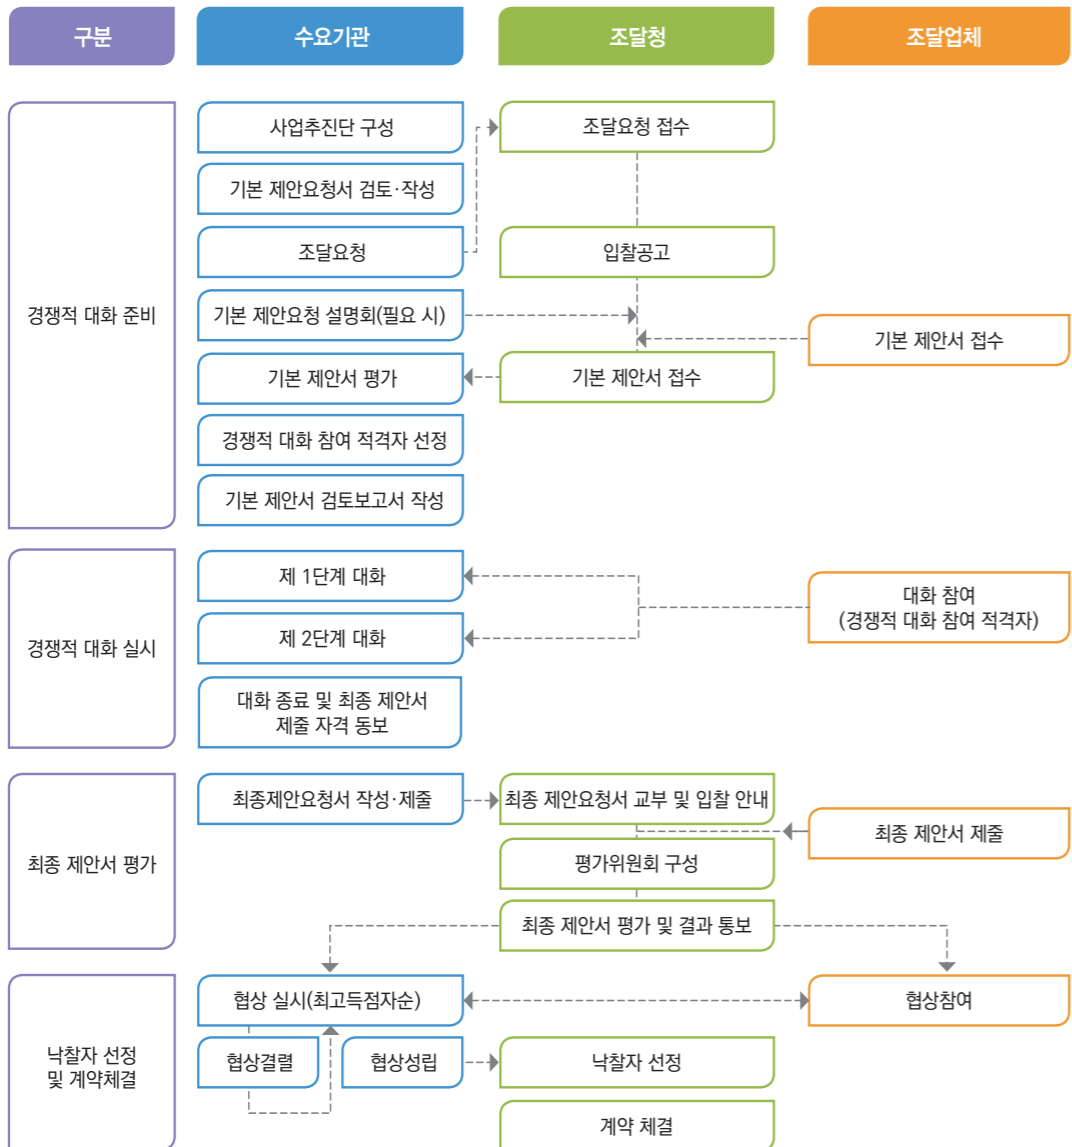 구분
수요기관
조달청
조달업체
경쟁적 대화 준비
사업추진단 구성
조달요청 접수
기본 제안요청서 검토·작성
조달요청
입찰공고
기본 제안요청 설명회(필요 시)
기본 제안서 접수
기본 제안서 평가
기본 제안서 접수
경쟁적 대화 참여 적격자 선정
기본 제안서 검토보고서 작성
경쟁적 대화 실시
제 1단계 대화
대화 참여
(경쟁적 대화 참여 적격자)
제 2단계 대화
대화 종료 및 최종 제안서
제줄 자격 통보
최종 제안서 평가
최종제안요청서 작성·제줄
최종 제안요청서 교부 및 입찰 안내
최종 제안서 제줄
평가위원회 구성
최종 제안서 평가 및 결과 통보
낙찰자 선정
및 계약체결
협상 실시(최고득점자순)
협상참여
협상결렬
협상성립
낙찰자 선정
계약 체결